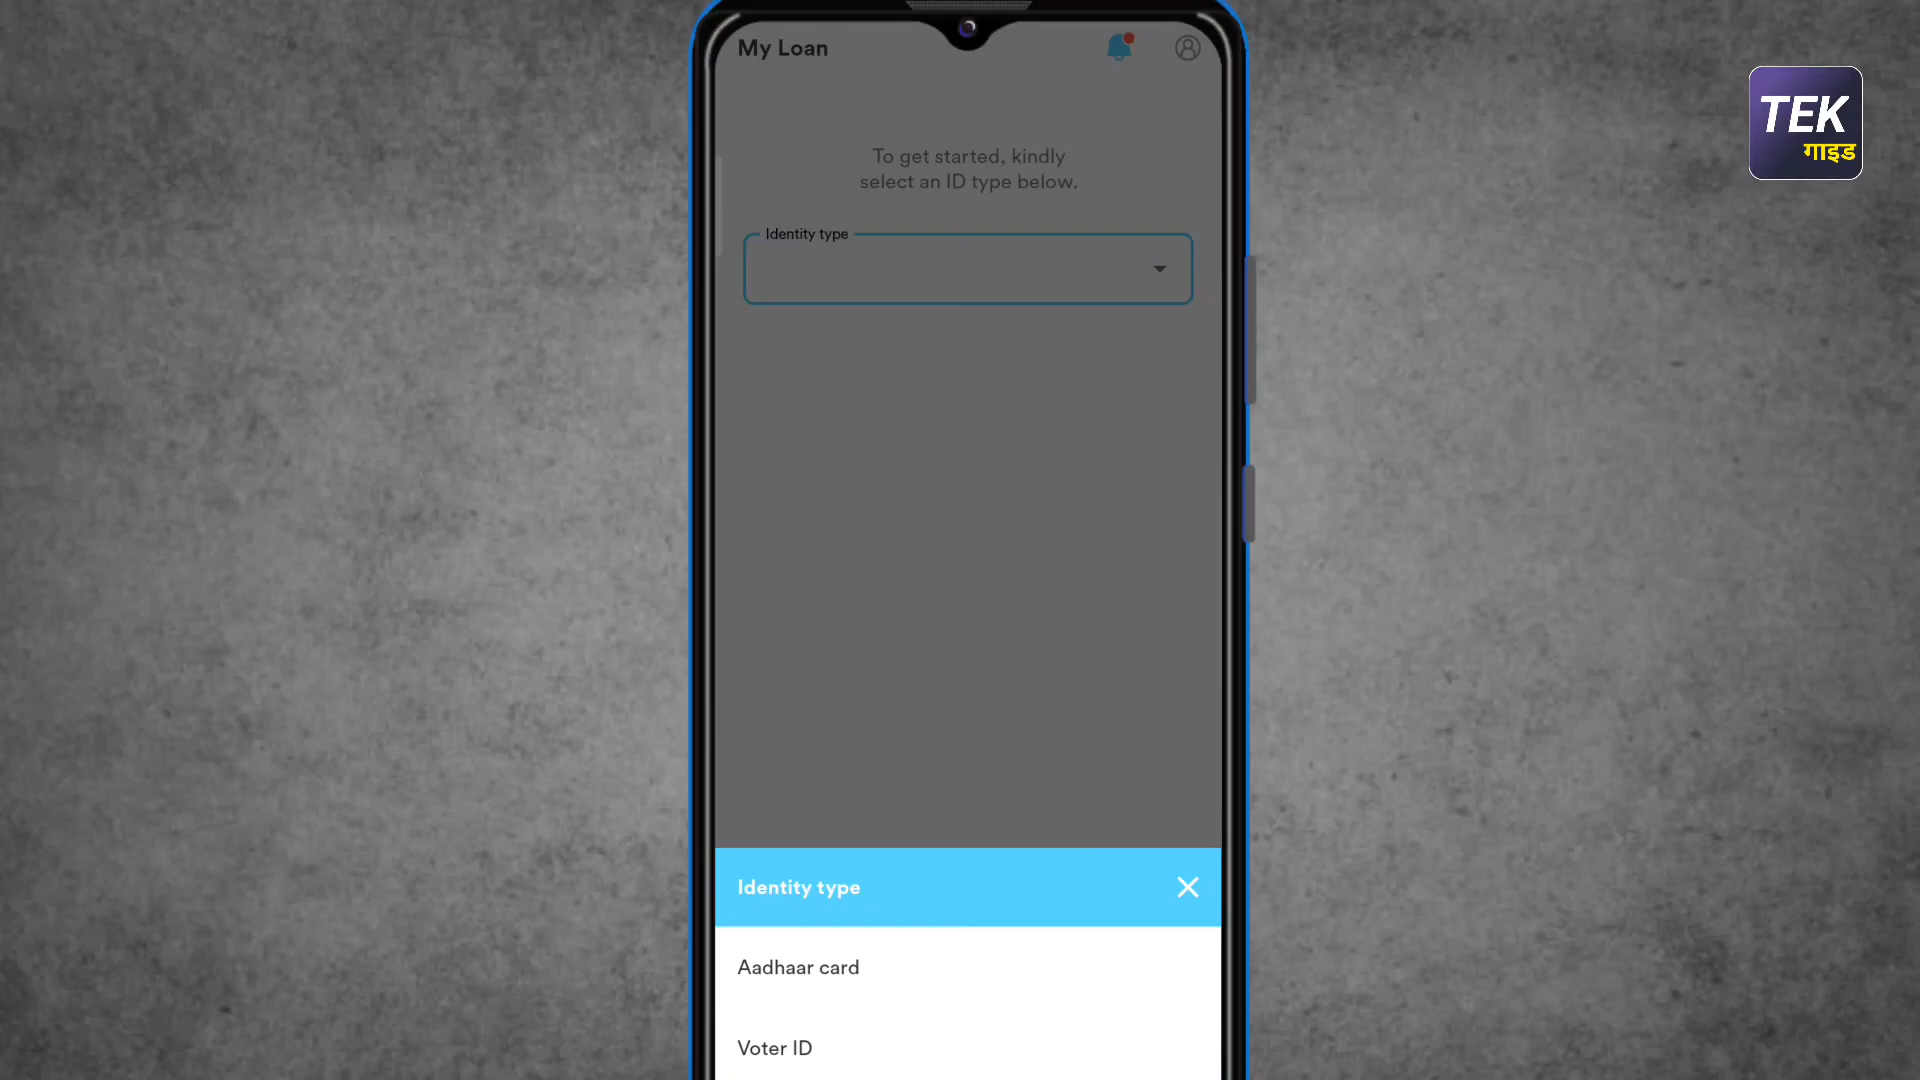 My Loan
TEK
गाइड
To get started, kindly
select an ID type below.
Identity type
Identity type
Aadhaar card
Voter ID